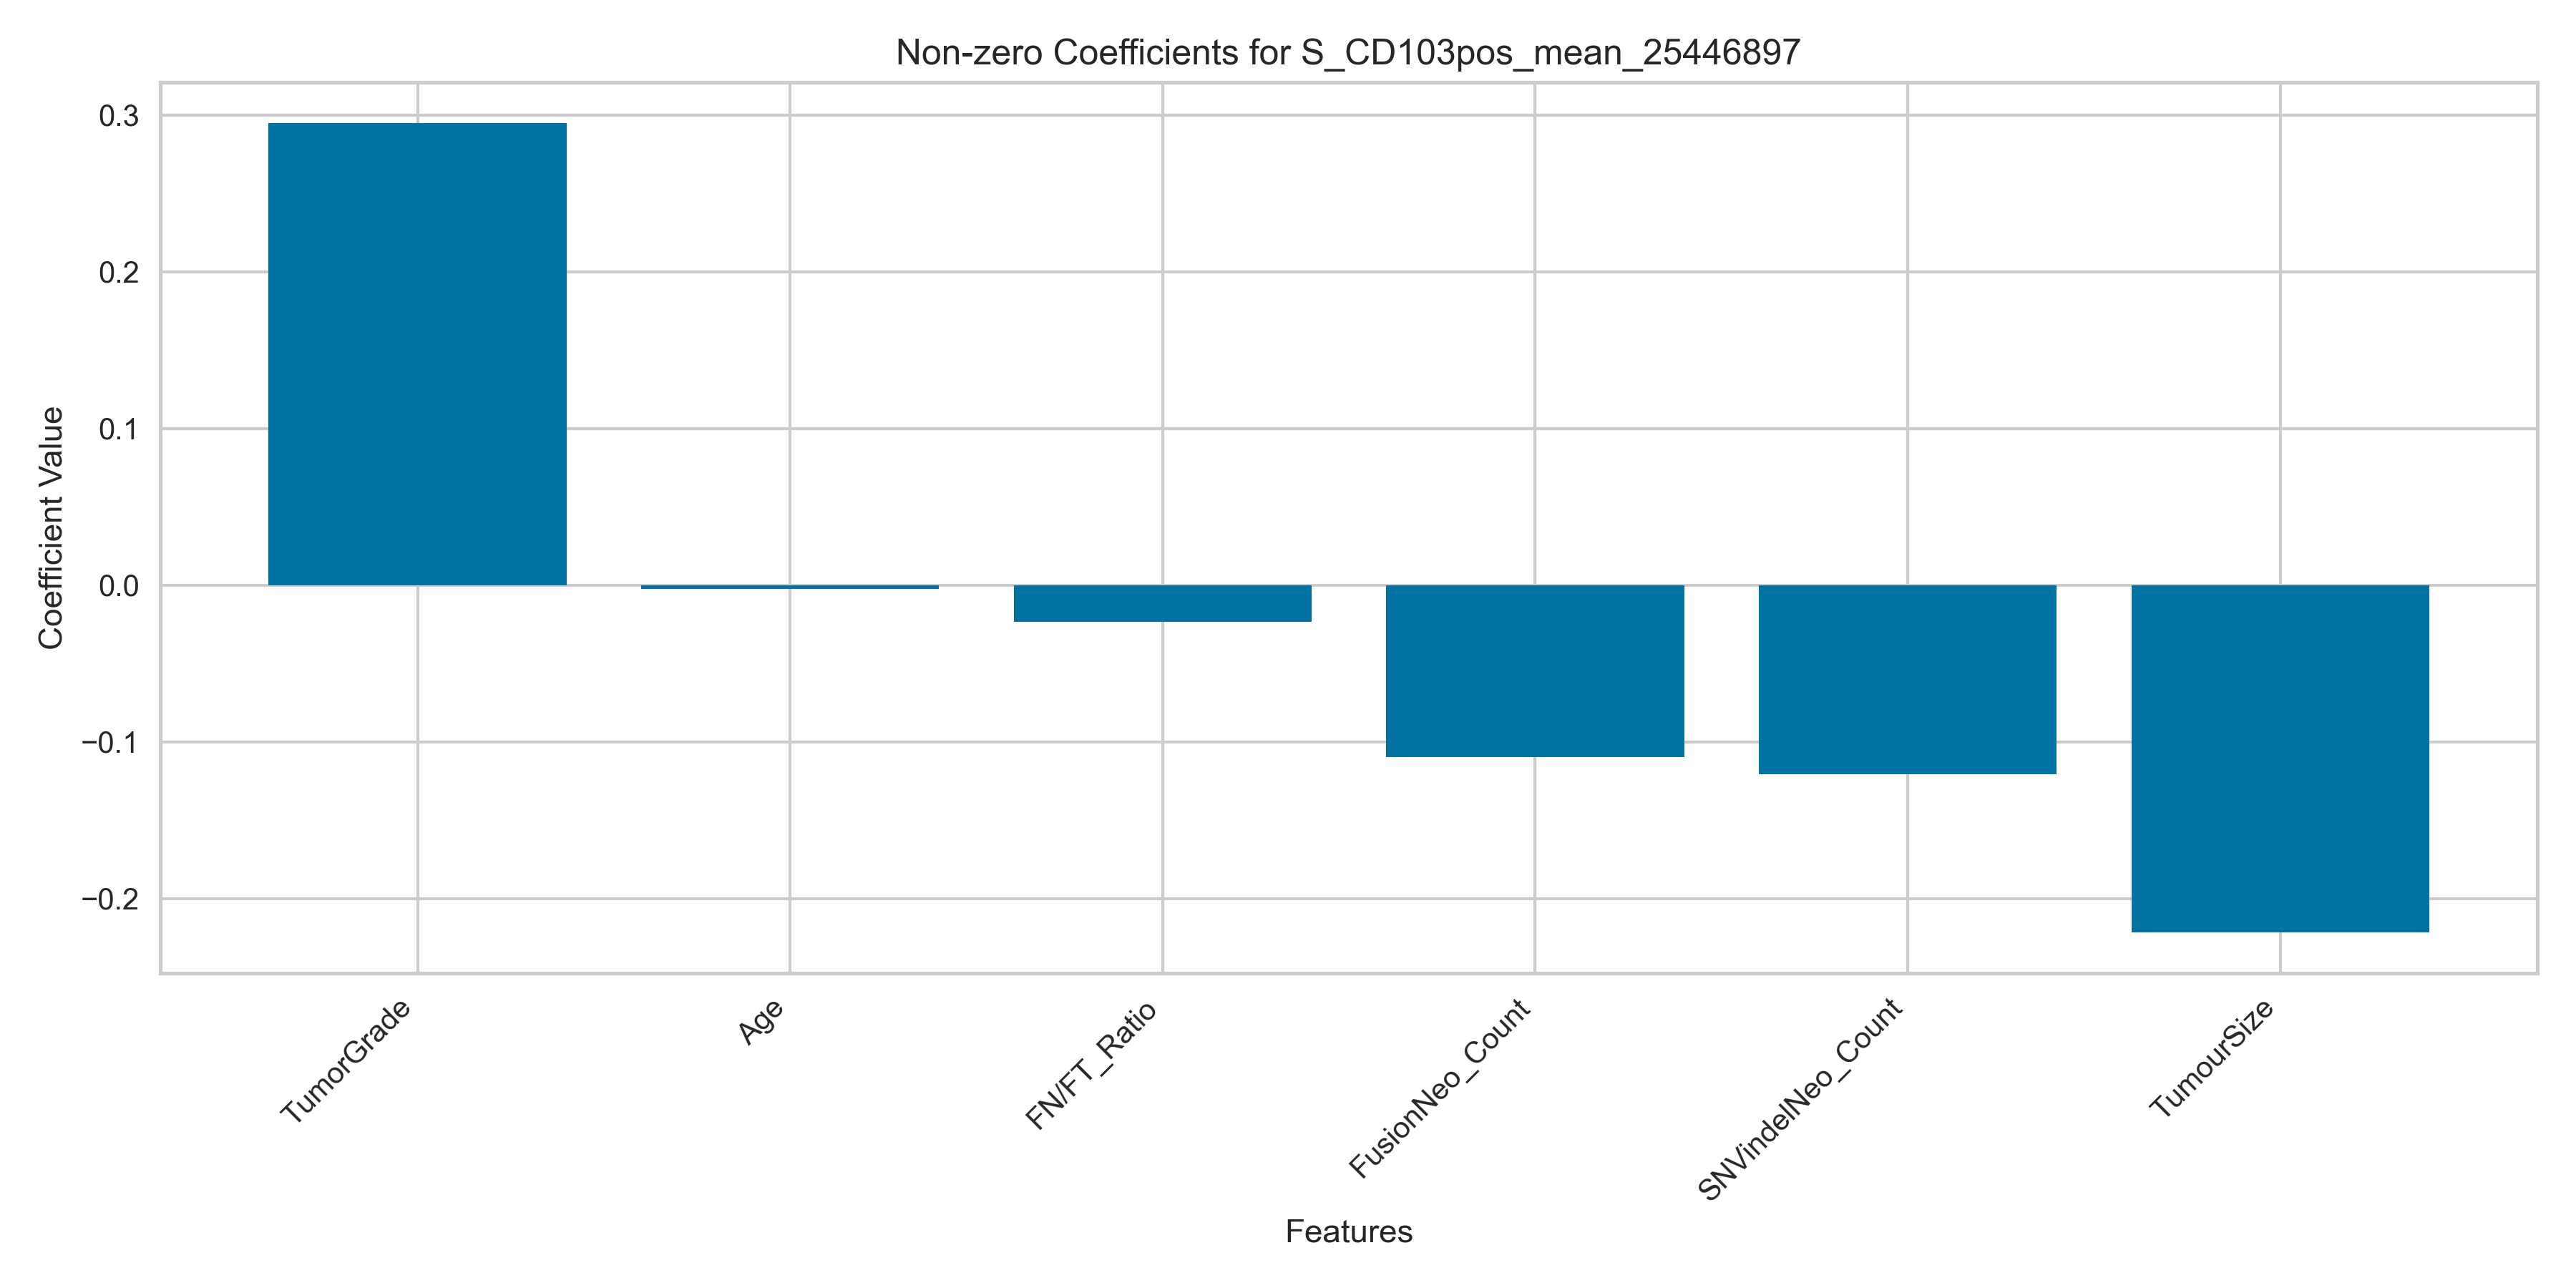 Non-zero Coefficients for S_CD103pos_mean_25446897
Coefficient Value
0.3
0.2
0.1
0.0
−0.1
−0.2
TumorGrade
Age
FN/FT_Ratio
FusionNeo_Count
SNVindelNeo_Count
TumourSize
Features